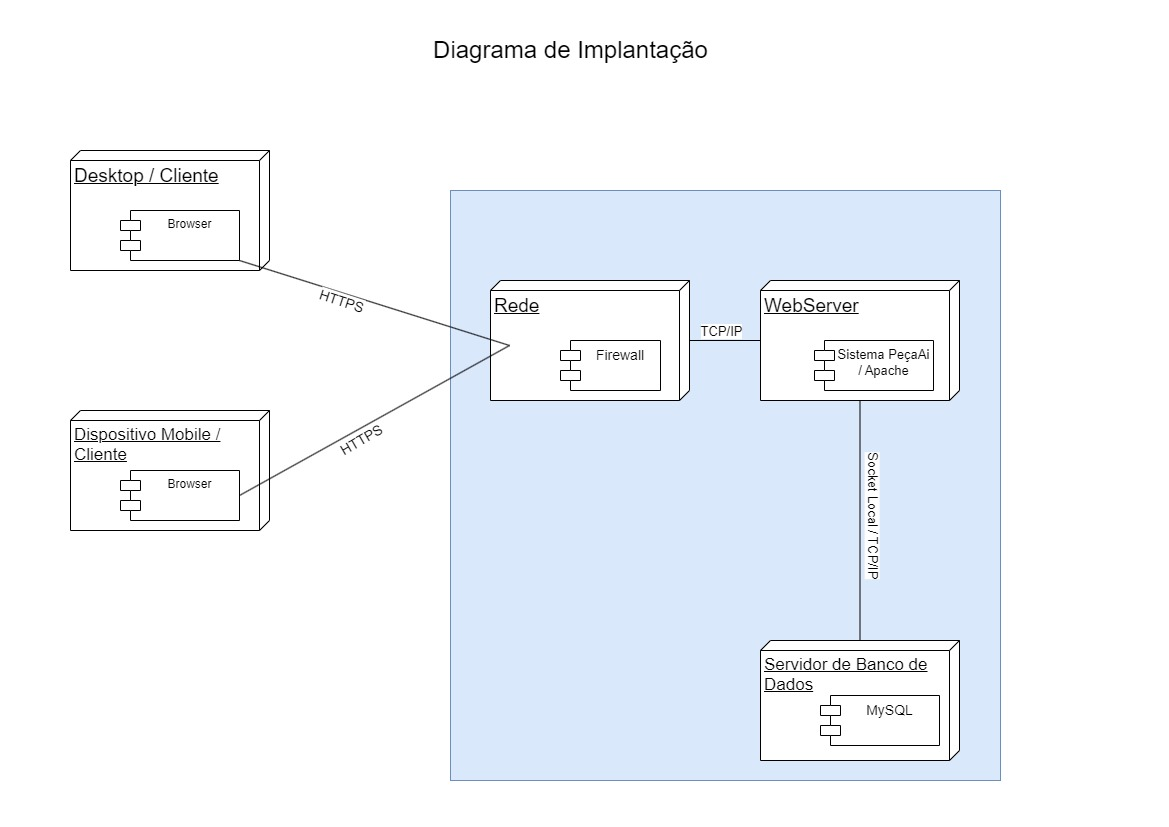 Diagrama de Implantação
Desktop / Cliente
Browser
HTTPS
Dispositivo Mobile /
Cliente
Browser
HTTPS
Rede
Firewall
TCP/IP
WebServer
Sistema PeçaAi
/ Apache
Socket Local / TCP/IP
Servidor de Banco de
Dados
MySQL